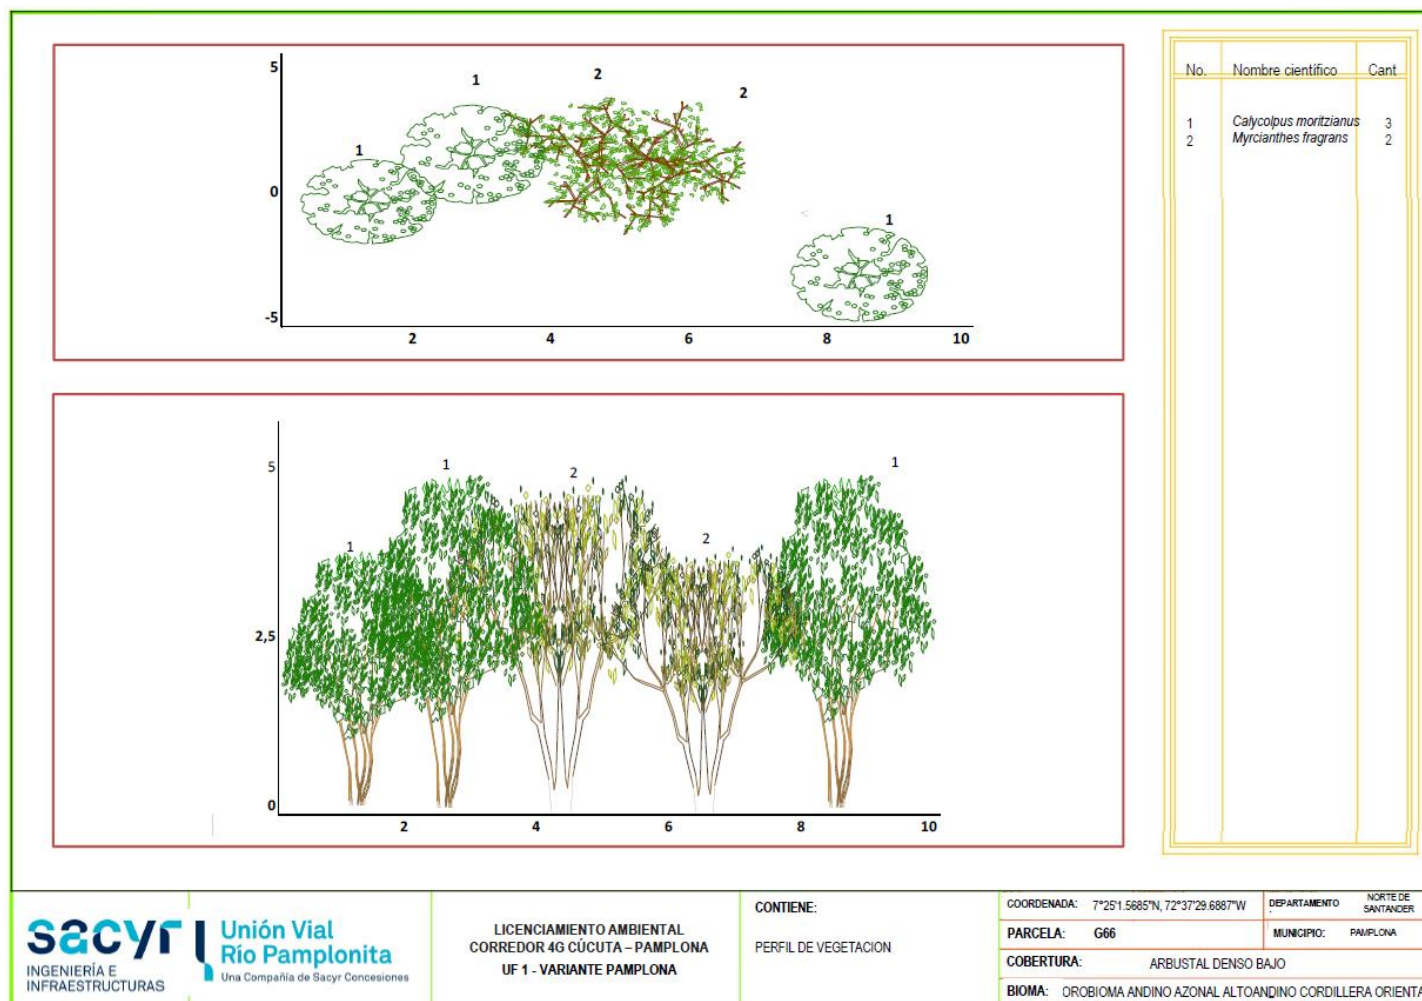 5
0
-5
1
1
2
2
1
2
4
6
8
10
5
2,5
0
1
1
2
2
1
2
4
6
8
10
No. Nombre científico Cant
1 Calycolpus moritzianus 3
2 Myrcianthes fragrans 2
sacyr
INGENIERÍA E
INFRAESTRUCTURAS
Unión Vial
Río Pamplonita
Una Compañía de Sacyr Concesiones
LICENCIAMIENTO AMBIENTAL
CORREDOR 4G CÚCUTA – PAMPLONA
UF 1 - VARIANTE PAMPLONA
CONTIENE:
PERFIL DE VEGETACION
COORDENADA: 7°25'1.5685"N, 72°37'29.6887"W
DEPARTAMENTO : NORTE DE
SANTANDER
PARCELA: G66
MUNICIPIO: PAMPLONA
COBERTURA: ARBUSTAL DENSO BAJO
BIOMA: OROBIOMA ANDINO AZONAL ALTOANDINO CORDILLERA ORIENTA